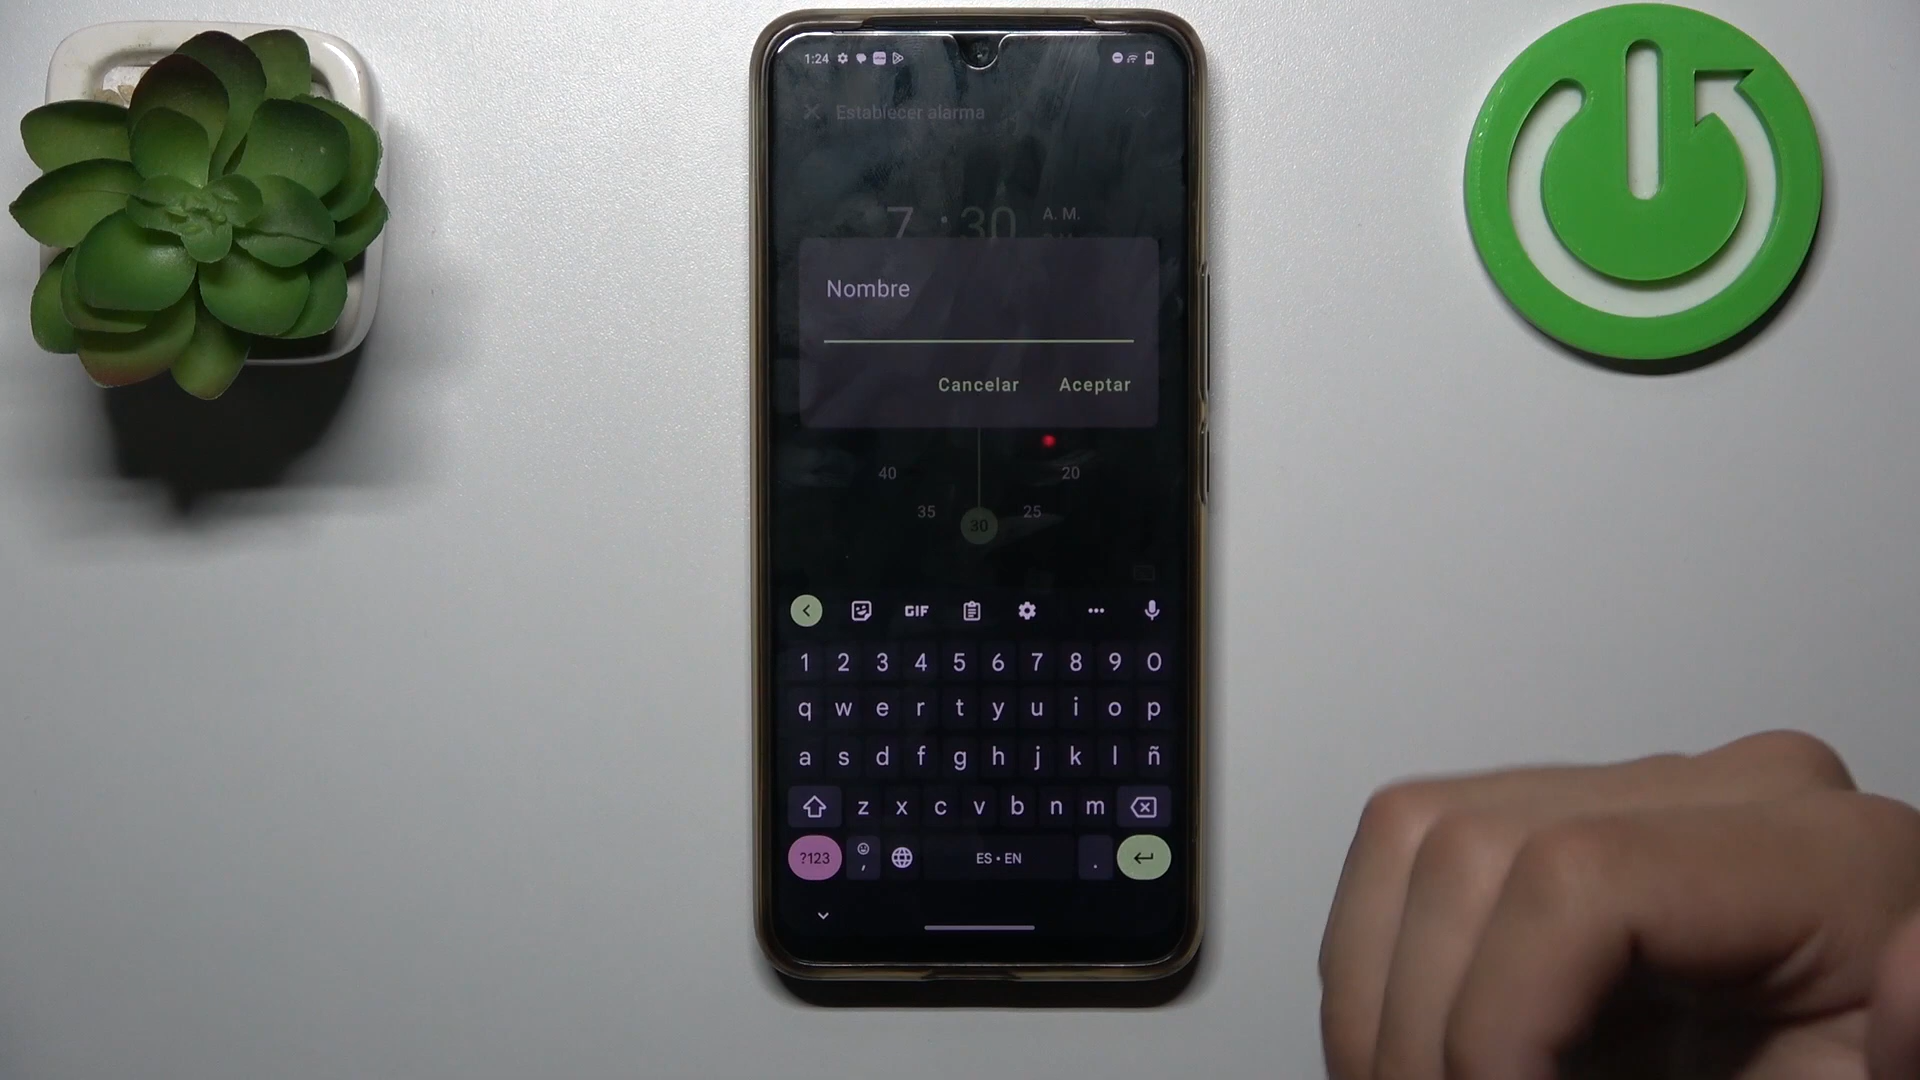 1:24
Establecer alarma
7 : 30 A. M.
Nombre
Cancelar Aceptar
40 20
35 25
30
GIF
1 2 3 4 5 6 7 8 9 0
q w e r t y u i o p
a s d f g h j k l ñ
z x c v b n m
?123 , ES • EN .